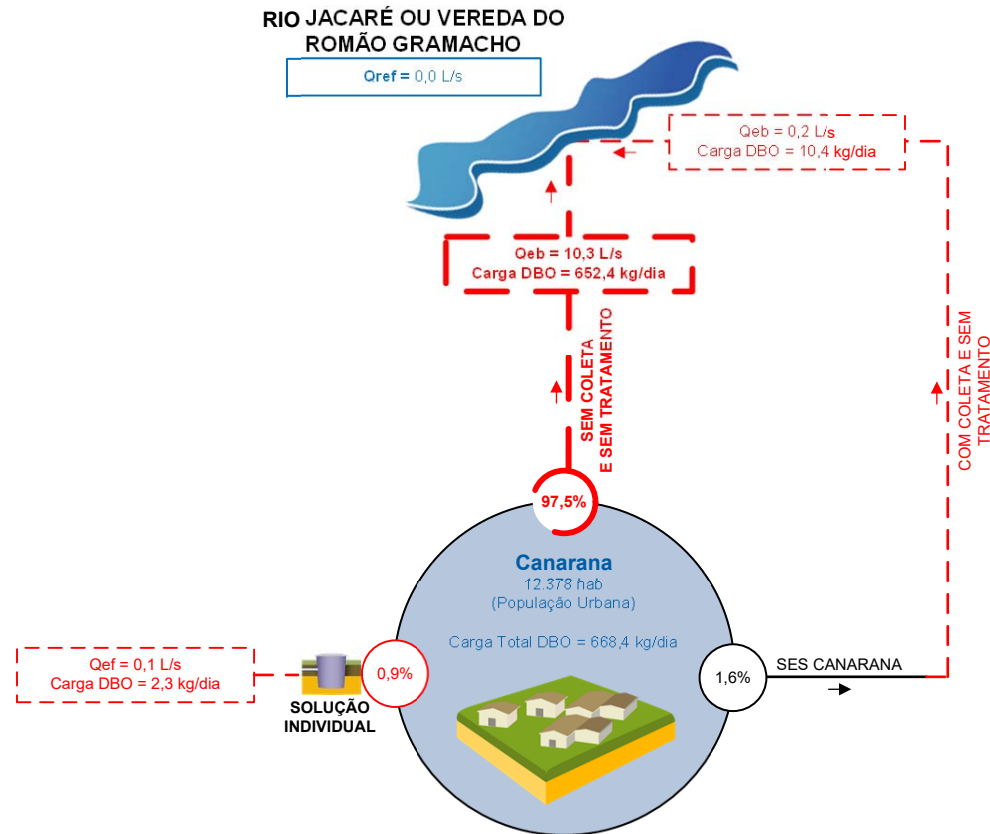 RIO JACARÉ OU VEREDA DO
ROMÃO GRAMACHO
Qref = 0,0 L/s
Qeb = 0,2 L/s
Carga DBO = 10,4 kg/dia
Qeb = 10,3 L/s
Carga DBO = 652,4 kg/dia
SEM COLETA
E SEM TRATAMENTO
COM COLETA E SEM
TRATAMENTO
97,5%
Canarana
12.378 hab
(População Urbana)
Carga Total DBO = 668,4 kg/dia
Qef = 0,1 L/s
Carga DBO = 2,3 kg/dia
SOLUÇÃO
INDIVIDUAL
0,9%
1,6%
SES CANARANA